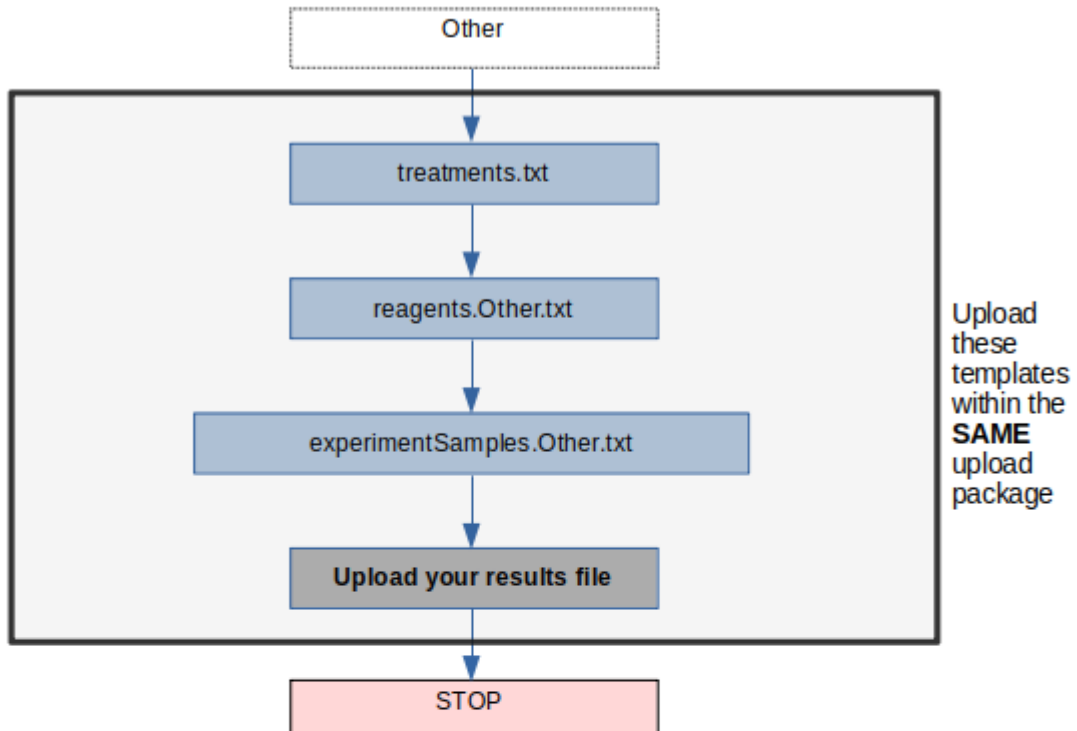 Other
treatments.txt
reagents.Other.txt
experimentSamples.Other.txt
Upload your results file
STOP
Upload
these
templates
within the
SAME
upload
package